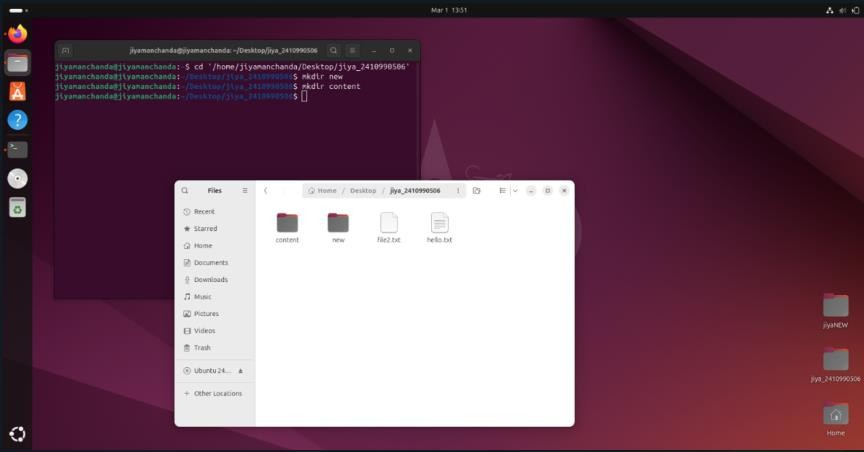 Mar 1 13:51
jiyamanchanda@jiyamanchanda: ~/Desktop/jiya_2410990506
jiyamanchanda@jiyamanchanda:~$ cd '/home/jiyamanchanda/Desktop/jiya_2410990506'
jiyamanchanda@jiyamanchanda:~/Desktop/jiya_2410990506$ mkdir new
jiyamanchanda@jiyamanchanda:~/Desktop/jiya_2410990506$ mkdir content
jiyamanchanda@jiyamanchanda:~/Desktop/jiya_2410990506$
Files
Home / Desktop / jiya_2410990506
Recent
Starred
Home
Documents
Downloads
Music
Pictures
Videos
Trash
Ubuntu 24...
Other Locations
content new file2.txt hello.txt
jiyaNEW
jiya_2410990506
Home